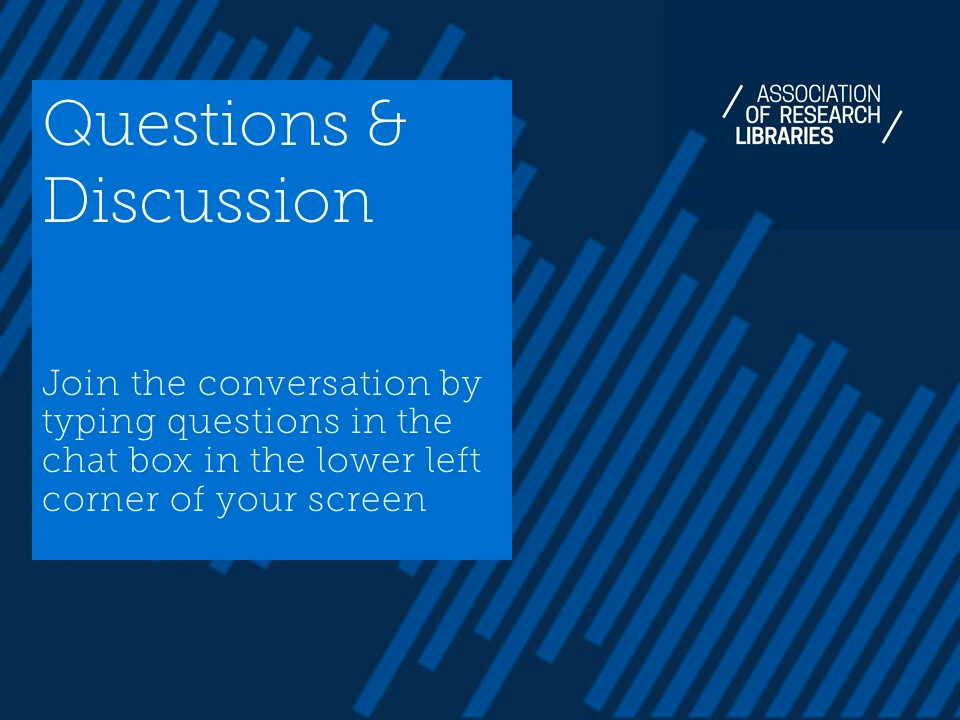 Questions &
Discussion
Join the conversation by
typing questions in the
chat box in the lower left
corner of your screen
ASSOCIATION
OF RESEARCH
LIBRARIES